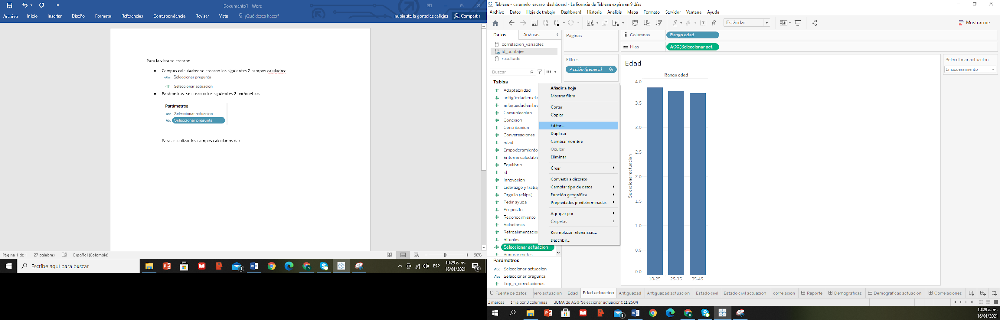 Documento1 - Word
Archivo Inicio Insertar Diseño Formato Referencias Correspondencia Revisar Vista ¿Qué desea hacer? nubia stella gonzalez callejas Compartir
Para la vista se crearon
• Campos calculados: se crearon los siguientes 2 campos calulados:
=Abc Seleccionar pregunta
=# Seleccionar actuacion
• Parámetros: se crearon los siguientes 2 parámetros
Parámetros
Abc Seleccionar actuacion
Abc Seleccionar pregunta
Para actualizar los campos calculados dar
Página 1 de 1 27 palabras Español (Colombia) 90%
Escribe aquí para buscar
1
ESP
10:29 a. m.
16/01/2021
3
Tableau - caramelo_escaso_dashboard - La licencia de Tableau expira en 9 días
Archivo Datos Hoja de trabajo Dashboard Historia Análisis Mapa Formato Servidor Ventana Ayuda
Estándar
Mostrarme
Datos Análisis
correlacion_variables
id_puntajes
resultado
Buscar
Tablas
# Adaptabilidad
# antigüedad en el c
# antigüedad en la c
# Comunicacion
# Conexion
# Contribucion
# Conversaciones
# edad
# Empoderamiento
# Entorno saludable
# Equilibrio
# id
# Innovacion
# Liderazgo y trabaj
# Orgullo (eNps)
# Pedir ayuda
# Proposito
# Reconocimiento
# Relaciones
# Retroalimentacion
# Rituales
=# Seleccionar actuacion
# Superar metas
Parámetros
Abc Seleccionar actuacion
Abc Seleccionar pregunta
# Top_n_correlaciones
Páginas
Filtros
Acción (genero)
Añadir a hoja
Mostrar filtro
Cortar
Copiar
Editar...
Duplicar
Cambiar nombre
Ocultar
Eliminar
Crear
Convertir a discreto
Cambiar tipo de datos
Función geográfica
Propiedades predeterminadas
Agrupar por
Carpetas
Reemplazar referencias...
Describir...
Columnas Rango edad
Filas AGG(Seleccionar act..
Edad
Rango edad
4,0
3,5
3,0
2,5
2,0
1,5
1,0
0,5
0,0
Seleccionar actuacion
18-25 25-35 35-45
Seleccionar actuacion
Empoderamiento
Fuente de datos nero actuacion Edad Edad actuacion Antiguedad Antiguedad actuacion Estado civil Estado civil actuacion correlacion Reporte Demograficas Demograficas actuacion Correlaciones
3 marcas 1 fila por 3 columnas SUMA de AGG(Seleccionar actuacion): 11,2504
1
10:29 a. m.
16/01/2021